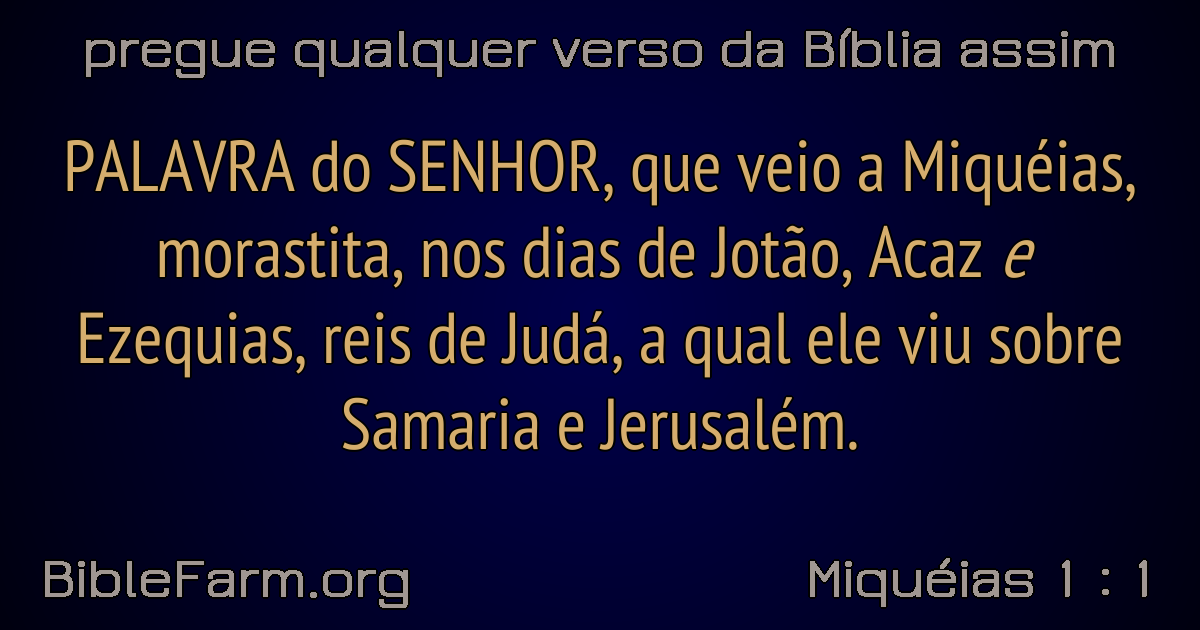 pregue qualquer verso da Bíblia assim
PALAVRA do SENHOR, que veio a Miquéias,
morastita, nos dias de Jotão, Acaz e
Ezequias, reis de Judá, a qual ele viu sobre
Samaria e Jerusalém.
BibleFarm.org
Miquéias 1 : 1